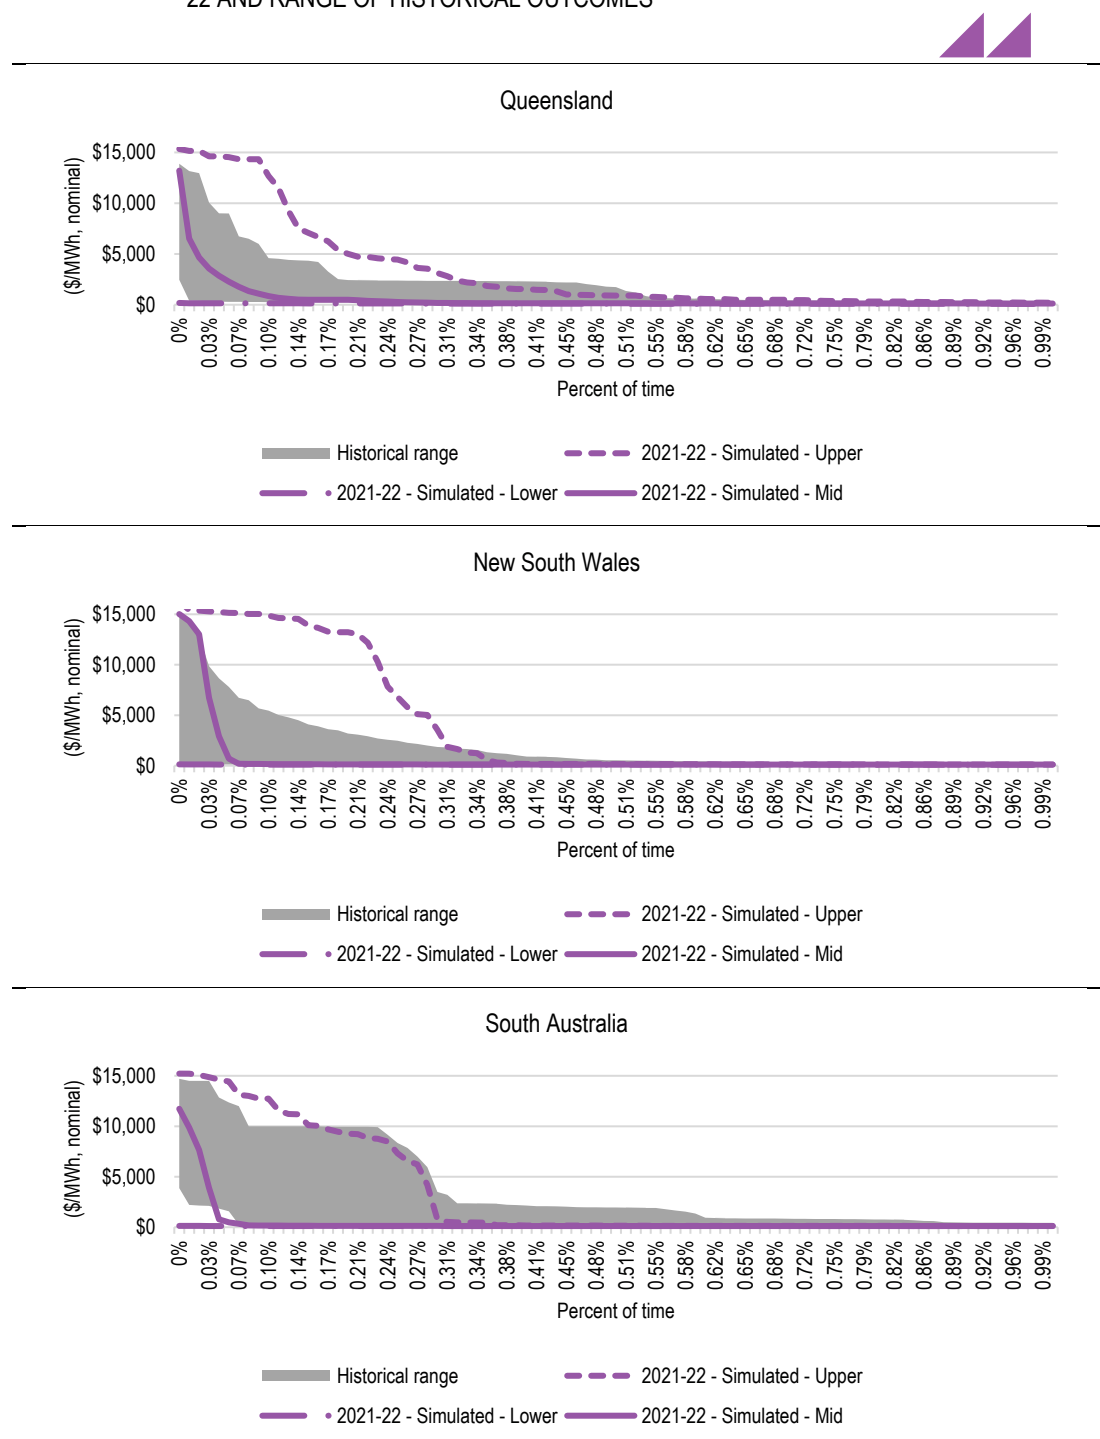 22 AND RANGE OF HISTORICAL OUTCOMES
Queensland
($/MWh, nominal)
$15,000
$10,000
$5,000
$0
0% 0.03% 0.07% 0.10% 0.14% 0.17% 0.21% 0.24% 0.27% 0.31% 0.34% 0.38% 0.41% 0.45% 0.48% 0.51% 0.55% 0.58% 0.62% 0.65% 0.68% 0.72% 0.75% 0.79% 0.82% 0.86% 0.89% 0.92% 0.96% 0.99%
Percent of time
Historical range 2021-22 - Simulated - Upper
2021-22 - Simulated - Lower 2021-22 - Simulated - Mid
New South Wales
($/MWh, nominal)
$15,000
$10,000
$5,000
$0
0% 0.03% 0.07% 0.10% 0.14% 0.17% 0.21% 0.24% 0.27% 0.31% 0.34% 0.38% 0.41% 0.45% 0.48% 0.51% 0.55% 0.58% 0.62% 0.65% 0.68% 0.72% 0.75% 0.79% 0.82% 0.86% 0.89% 0.92% 0.96% 0.99%
Percent of time
Historical range 2021-22 - Simulated - Upper
2021-22 - Simulated - Lower 2021-22 - Simulated - Mid
South Australia
($/MWh, nominal)
$15,000
$10,000
$5,000
$0
0% 0.03% 0.07% 0.10% 0.14% 0.17% 0.21% 0.24% 0.27% 0.31% 0.34% 0.38% 0.41% 0.45% 0.48% 0.51% 0.55% 0.58% 0.62% 0.65% 0.68% 0.72% 0.75% 0.79% 0.82% 0.86% 0.89% 0.92% 0.96% 0.99%
Percent of time
Historical range 2021-22 - Simulated - Upper
2021-22 - Simulated - Lower 2021-22 - Simulated - Mid